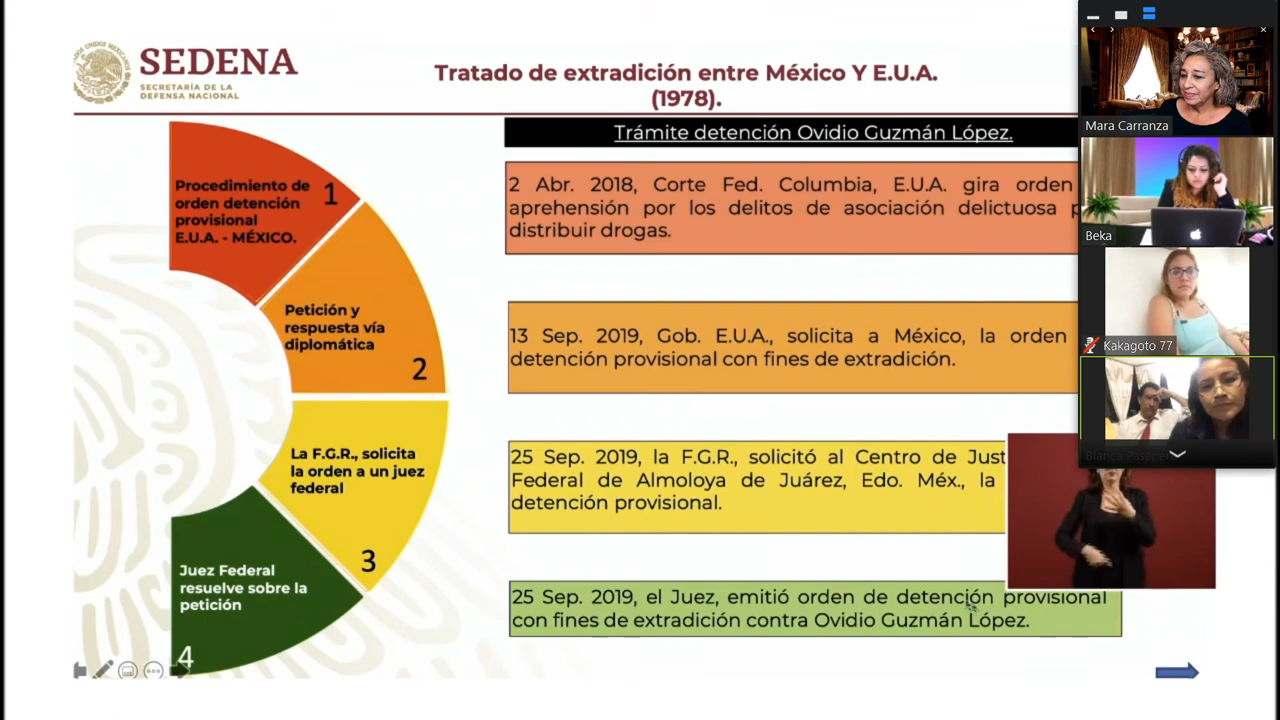 SEDENA
SECRETARÍA DE LA
DEFENSA NACIONAL
Tratado de extradición entre México Y E.U.A.
(1978).
Trámite detención Ovidio Guzmán López.
Procedimiento de
orden detención
provisional
E.U.A. - MÉXICO.
1
2 Abr. 2018, Corte Fed. Columbia, E.U.A. gira orden
aprehensión por los delitos de asociación delictuosa p
distribuir drogas.
Petición y
respuesta vía
diplomática
2
13 Sep. 2019, Gob. E.U.A., solicita a México, la orden
detención provisional con fines de extradición.
La F.G.R., solicita
la orden a un juez
federal
3
25 Sep. 2019, la F.G.R., solicitó al Centro de Just
Federal de Almoloya de Juárez, Edo. Méx., la
detención provisional.
Juez Federal
resuelve sobre la
petición
4
25 Sep. 2019, el Juez, emitió orden de detención provisional
con fines de extradición contra Ovidio Guzmán López.
Mara Carranza
Beka
Kakagoto 77